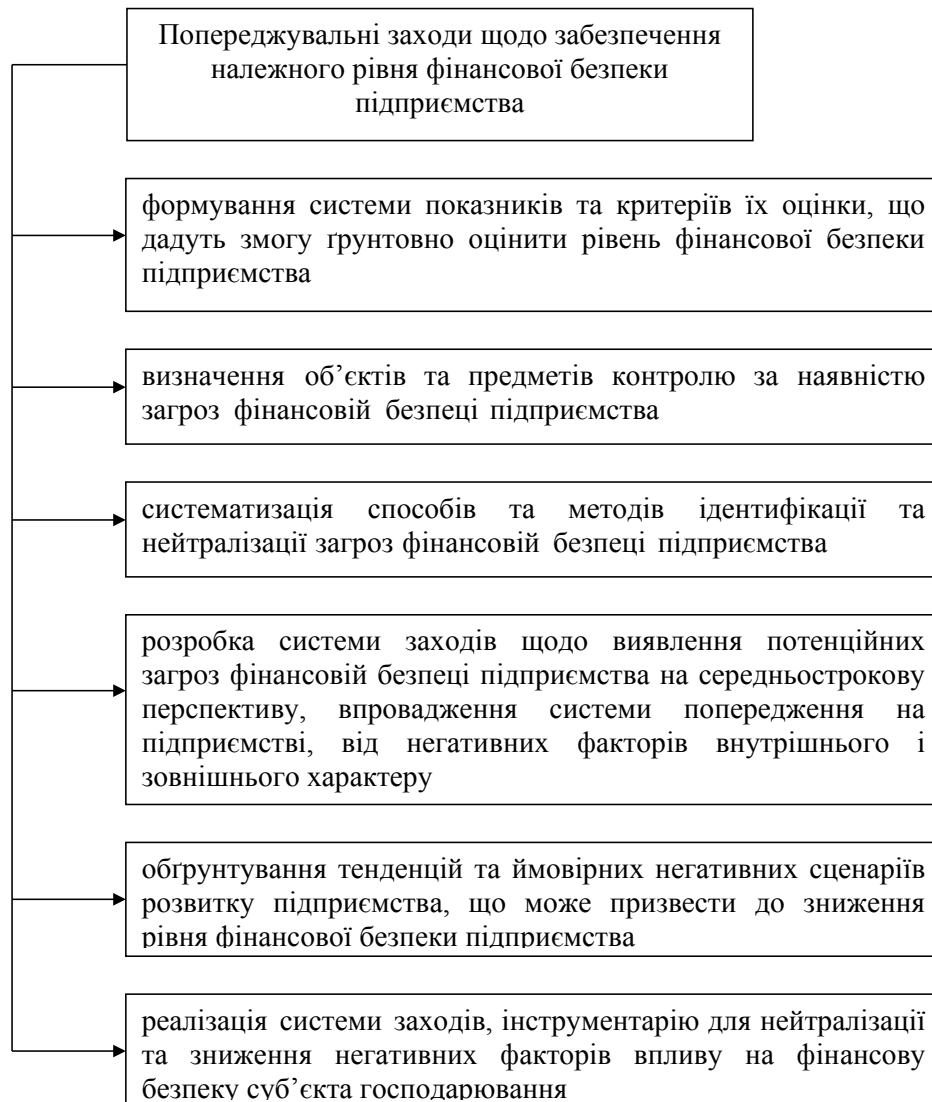 Попереджувальні заходи щодо забезпечення
належного рівня фінансової безпеки
підприємства
формування системи показників та критеріїв їх оцінки, що
дадуть змогу ґрунтовно оцінити рівень фінансової безпеки
підприємства
визначення об’єктів та предметів контролю за наявністю
загроз фінансовій безпеці підприємства
систематизація способів та методів ідентифікації та
нейтралізації загроз фінансовій безпеці підприємства
розробка системи заходів щодо виявлення потенційних
загроз фінансовій безпеці підприємства на середньострокову
перспективу, впровадження системи попередження на
підприємстві, від негативних факторів внутрішнього і
зовнішнього характеру
обґрунтування тенденцій та ймовірних негативних сценаріїв
розвитку підприємства, що може призвести до зниження
рівня фінансової безпеки підприємства
реалізація системи заходів, інструментарію для нейтралізації
та зниження негативних факторів впливу на фінансову
безпеку суб’єкта господарювання